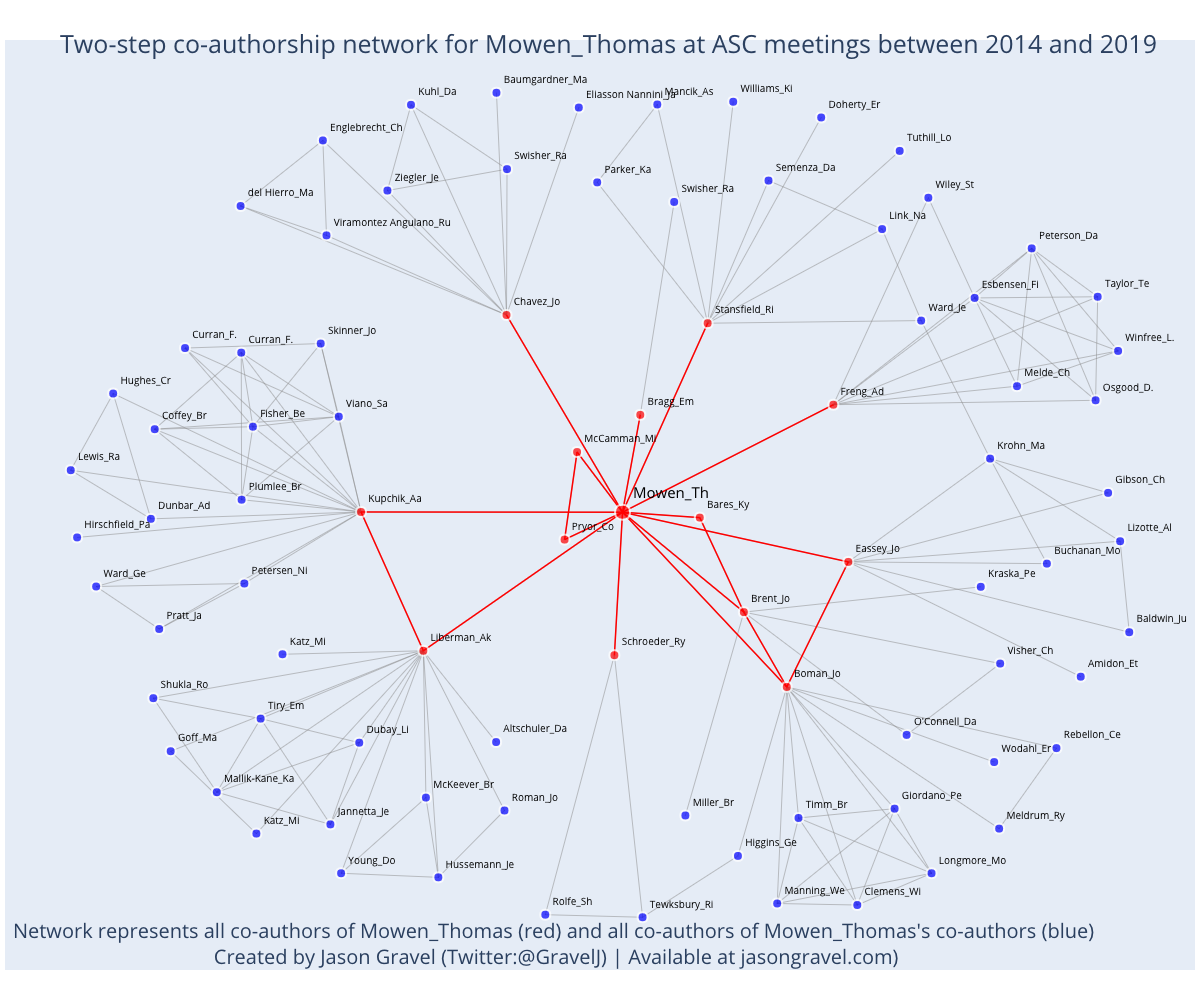 Two-step co-authorship network for Mowen_Thomas at ASC meetings between 2014 and 2019
Baumgardner_Ma
Kuhl_Da
Eliasson Nannini_Ja
Mancik_As
Williams_Ki
Doherty_Er
Englebrecht_Ch
Tuthill_Lo
Swisher_Ra
Parker_Ka
Semenza_Da
Ziegler_Je
Swisher_Ra
Wiley_St
del Hierro_Ma
Link_Na
Viramontez Anguiano_Ru
Peterson_Da
Esbensen_Fi
Taylor_Te
Chavez_Jo
Stansfield_Ri
Ward_Je
Skinner_Jo
Curran_F.
Curran_F.
Winfree_L.
Hughes_Cr
Melde_Ch
Osgood_D.
Freng_Ad
Viano_Sa
Bragg_Em
Coffey_Br
Fisher_Be
McCamman_Mi
Krohn_Ma
Lewis_Ra
Gibson_Ch
Plumlee_Br
Mowen_Th
Kupchik_Aa
Dunbar_Ad
Bares_Ky
Hirschfield_Pa
Pryor_Co
Lizotte_Al
Eassey_Jo
Buchanan_Mo
Petersen_Ni
Ward_Ge
Kraska_Pe
Brent_Jo
Pratt_Ja
Baldwin_Ju
Liberman_Ak
Katz_Mi
Schroeder_Ry
Visher_Ch
Amidon_Et
Boman_Jo
Shukla_Ro
Tiry_Em
O'Connell_Da
Dubay_Li
Altschuler_Da
Goff_Ma
Rebellon_Ce
Wodahl_Er
Mallik-Kane_Ka
McKeever_Br
Roman_Jo
Giordano_Pe
Miller_Br
Timm_Br
Jannetta_Je
Katz_Mi
Meldrum_Ry
Higgins_Ge
Young_Do
Hussemann_Je
Longmore_Mo
Manning_We
Clemens_Wi
Rolfe_Sh
Tewksbury_Ri
Network represents all co-authors of Mowen_Thomas (red) and all co-authors of Mowen_Thomas's co-authors (blue)
Created by Jason Gravel (Twitter:@GravelJ) | Available at jasongravel.com)